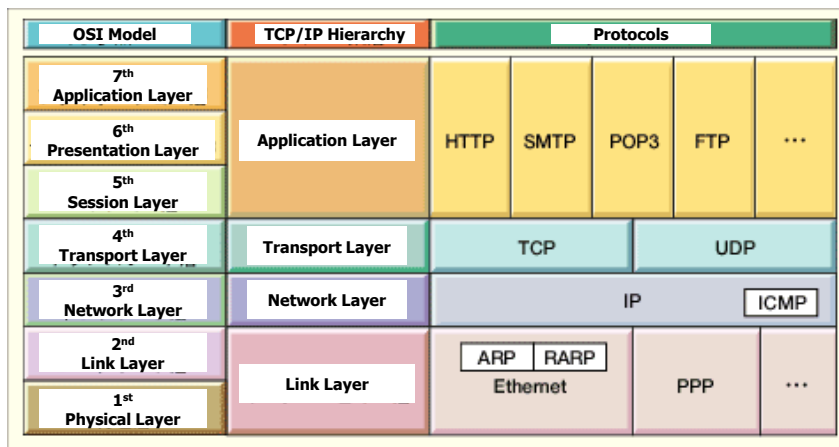 OSI Model TCP/IP Hierarchy Protocols
7th
Application Layer
6th
Presentation Layer
5th
Session Layer
Application Layer
HTTP SMTP POP3 FTP ...
4th
Transport Layer
Transport Layer
TCP UDP
3rd
Network Layer
Network Layer
IP ICMP
2nd
Link Layer
1st
Physical Layer
Link Layer
ARP RARP
Ethernet
PPP ...